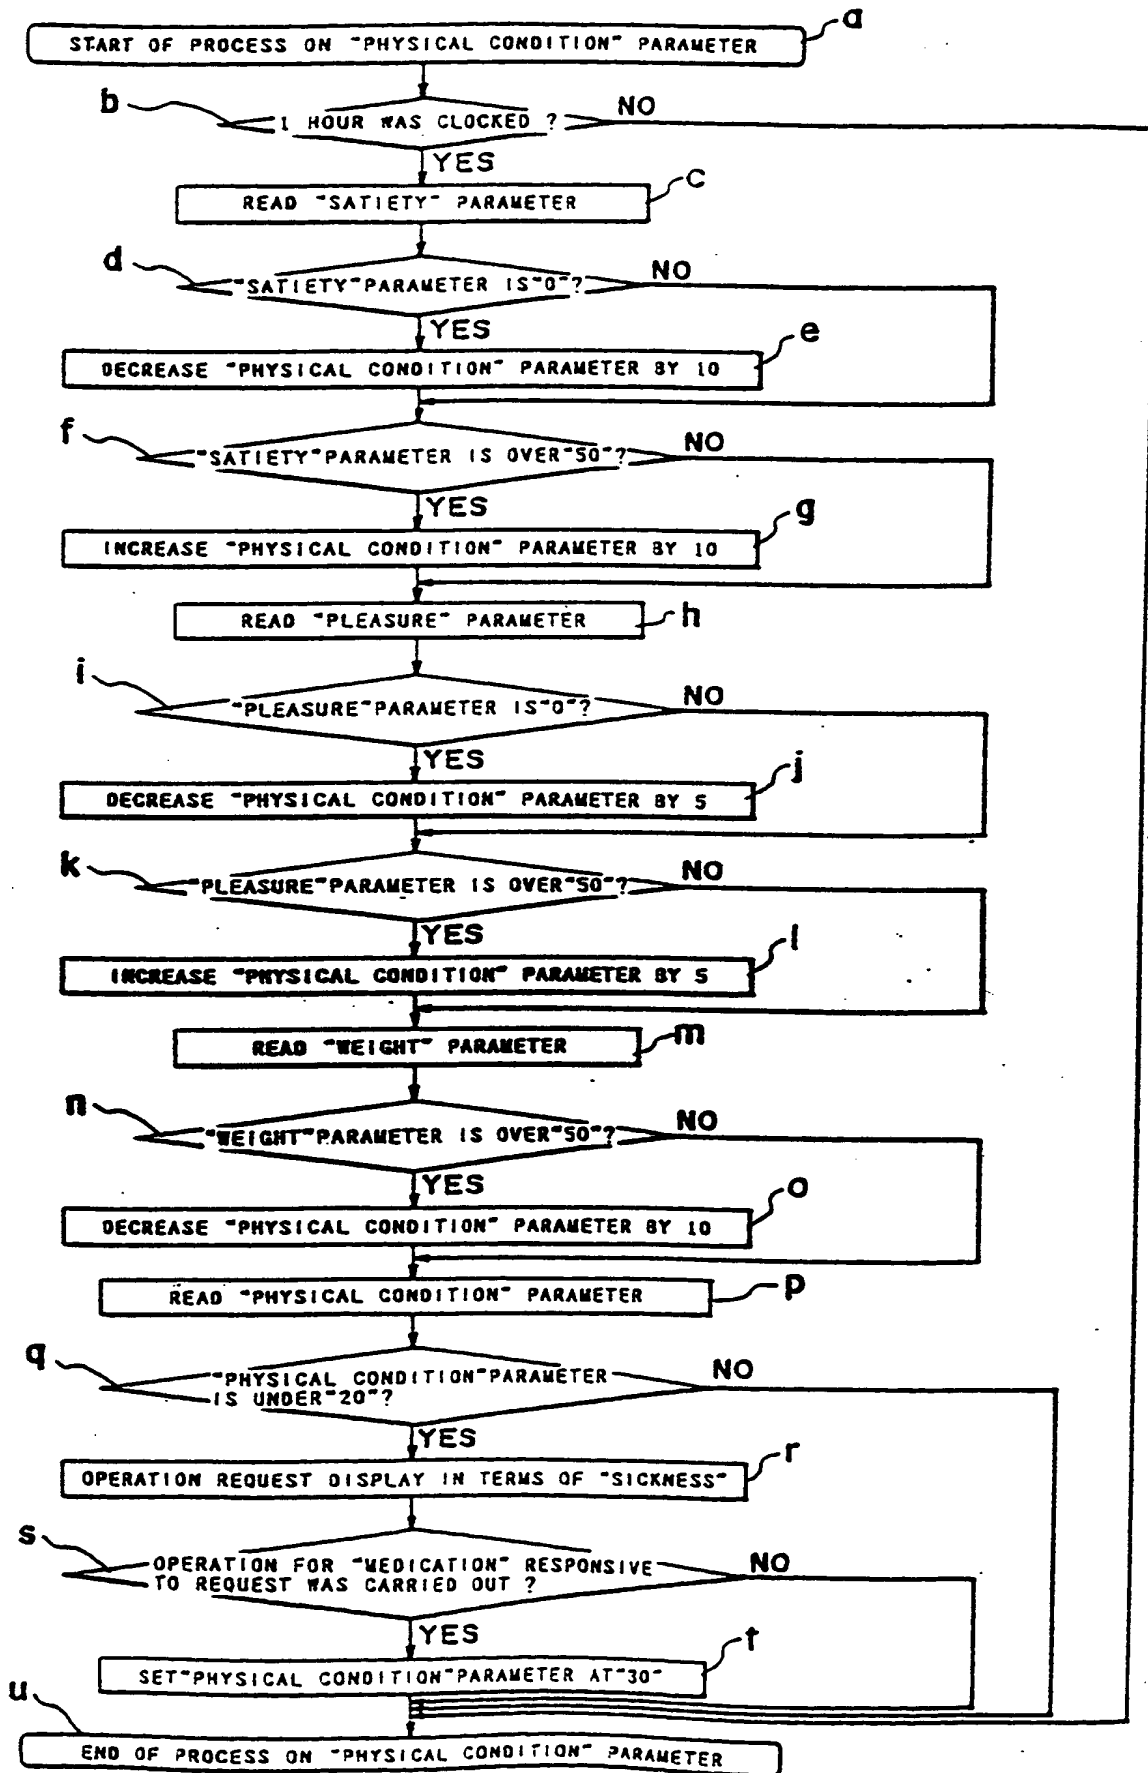 a
START OF PROCESS ON "PHYSICAL CONDITION" PARAMETER
b
1 HOUR WAS CLOCKED ?
NO
YES
c
READ "SATIETY" PARAMETER
d
"SATIETY" PARAMETER IS "0"?
NO
YES
e
DECREASE "PHYSICAL CONDITION" PARAMETER BY 10
f
"SATIETY" PARAMETER IS OVER "50"?
NO
YES
g
INCREASE "PHYSICAL CONDITION" PARAMETER BY 10
READ "PLEASURE" PARAMETER
h
i
"PLEASURE" PARAMETER IS "0"?
NO
YES
j
DECREASE "PHYSICAL CONDITION" PARAMETER BY 5
k
"PLEASURE" PARAMETER IS OVER "50"?
NO
YES
l
INCREASE "PHYSICAL CONDITION" PARAMETER BY 5
READ "WEIGHT" PARAMETER
m
n
"WEIGHT" PARAMETER IS OVER "50"?
NO
YES
o
DECREASE "PHYSICAL CONDITION" PARAMETER BY 10
READ "PHYSICAL CONDITION" PARAMETER
p
q
"PHYSICAL CONDITION" PARAMETER
IS UNDER "20"?
NO
YES
r
OPERATION REQUEST DISPLAY IN TERMS OF "SICKNESS"
s
OPERATION FOR "MEDICATION" RESPONSIVE
TO REQUEST WAS CARRIED OUT ?
NO
YES
t
SET "PHYSICAL CONDITION" PARAMETER AT "30"
u
END OF PROCESS ON "PHYSICAL CONDITION" PARAMETER